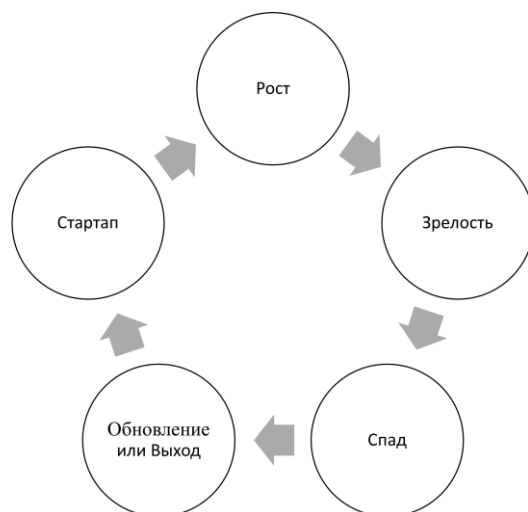 Рост
Стартап
Зрелость
Обновление
или Выход
Спад